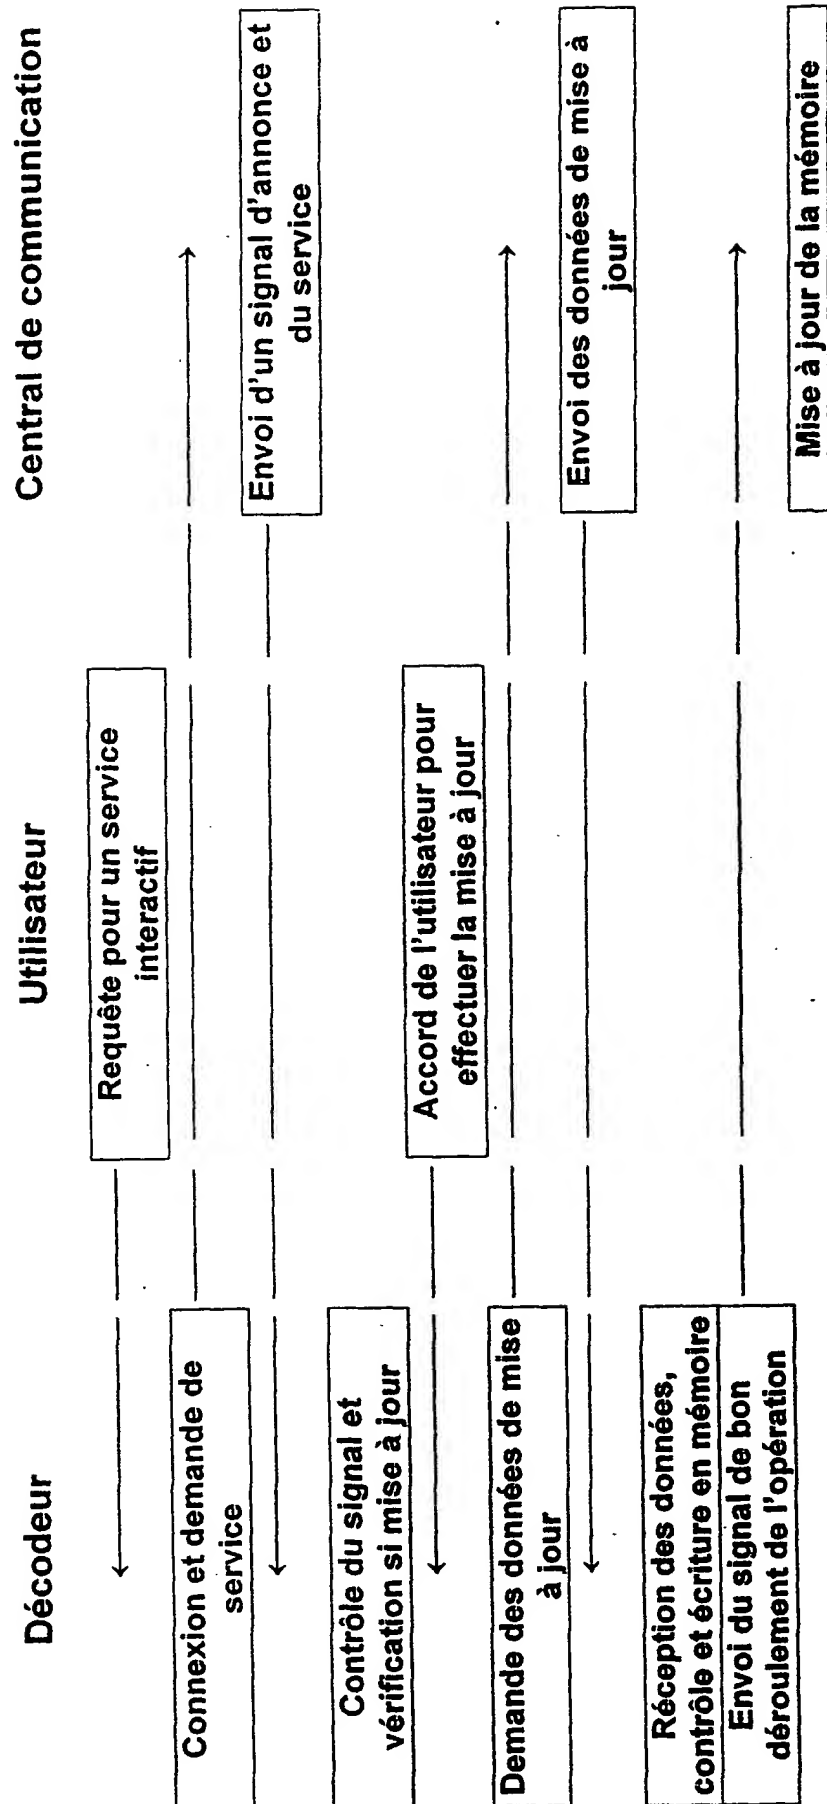 Décodeur
Utilisateur
Central de communication
Requête pour un service
interactif
Connexion et demande de
service
Envoi d'un signal d'annonce et
du service
Contrôle du signal et
vérification si mise à jour
Accord de l'utilisateur pour
effectuer la mise à jour
Demande des données de mise
à jour
Envoi des données de mise à
jour
Réception des données,
contrôle et écriture en mémoire
Envoi du signal de bon
déroulement de l'opération
Mise à jour de la mémoire